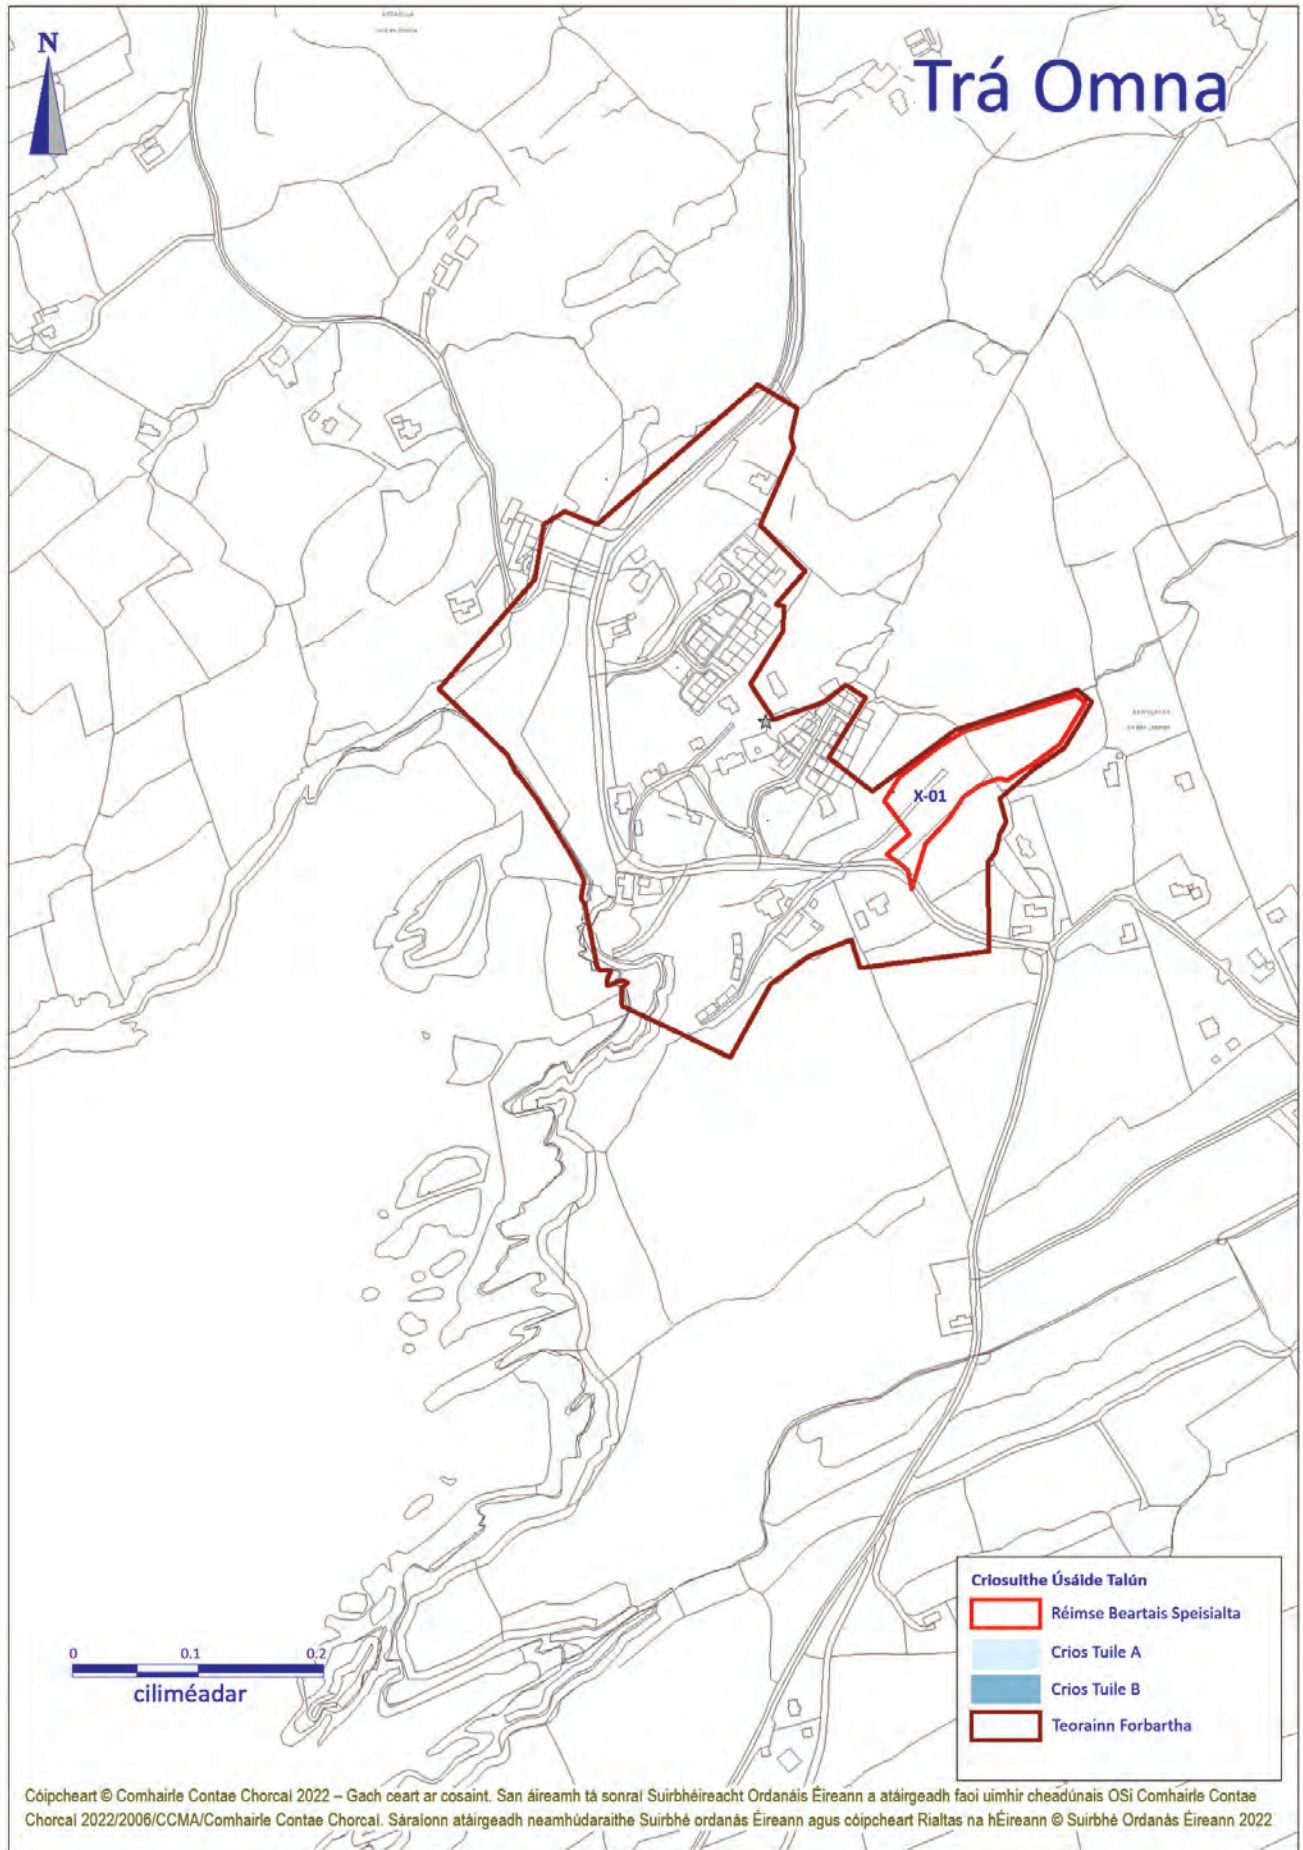 N
Trá Omna
X-01
Criosuithe Úsáide Talún
Réimse Beartais Speisialta
Crios Tuile A
Crios Tuile B
Teorainn Forbartha
0 0.1 0.2
ciliméadar
Cóipcheart © Comhairle Contae Chorcaí 2022 – Gach ceart ar cosaint. San áireamh tá sonraí Suirbhéireacht Ordanáis Éireann a atáirgeadh faoi uimhir cheadúnais OSi Comhairle Contae
Chorcaí 2022/2006/CCMA/Comhairle Contae Chorcaí. Sáraíonn atáirgeadh neamhúdaraithe Suirbhé ordanás Éireann agus cóipcheart Rialtas na hÉireann © Suirbhé Ordanás Éireann 2022